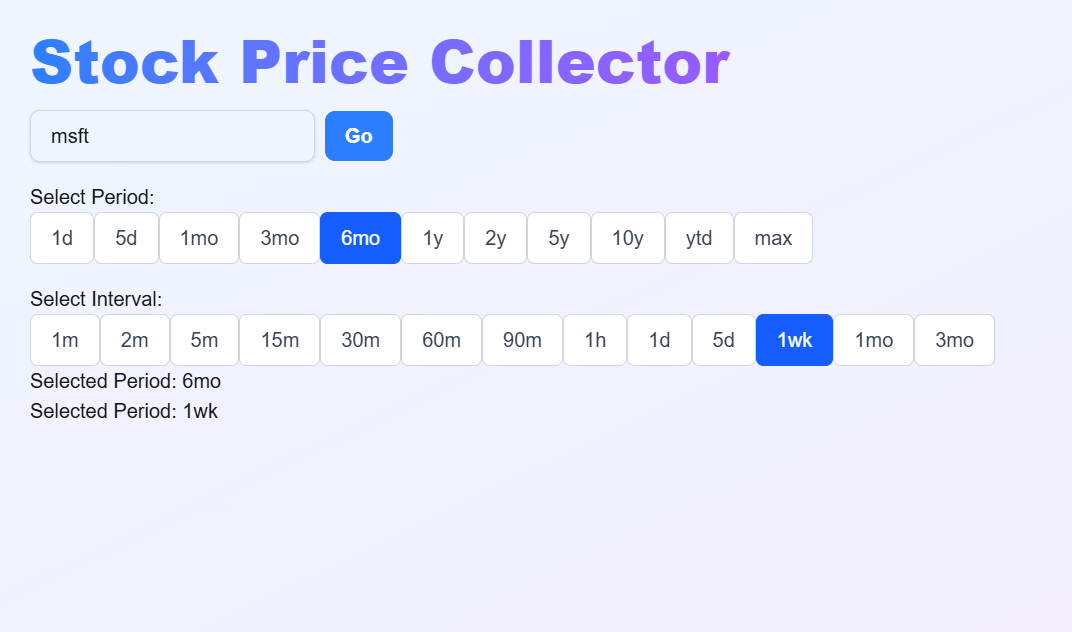 Stock Price Collector
msft Go
Select Period:
1d 5d 1mo 3mo 6mo 1y 2y 5y 10y ytd max
Select Interval:
1m 2m 5m 15m 30m 60m 90m 1h 1d 5d 1wk 1mo 3mo
Selected Period: 6mo
Selected Period: 1wk